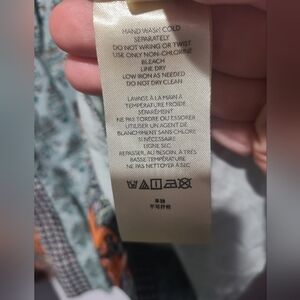 HAND WASH COLD
SEPARATELY
DO NOT WRING OR TWIST
USE ONLY NON-CHLORINE
BLEACH
LINE DRY
LOW IRON AS NEEDED
DO NOT DRY CLEAN
LAVAGE À LA MAIN À
TEMPÉRATURE FROIDE
SÉPARÉMENT
NE PAS TORDRE OU ESSORER
UTILISER UN AGENT DE
BLANCHIMENT SANS CHLORE
SI NÉCESSAIRE
LIGNE SEC
REPASSER, AU BESOIN, À TRÈS
BASSE TEMPÉRATURE
NE PAS NETTOYER À SEC